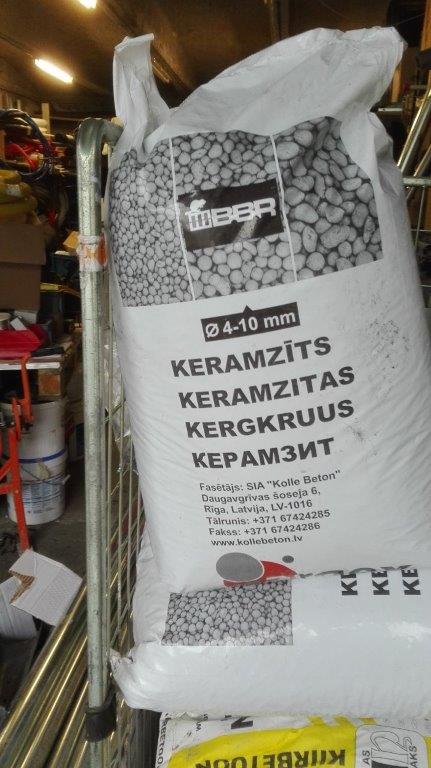 BBR
Ø 4-10 mm
KERAMZĪTS
KERAMZITAS
KERGKRUUS
КЕРАМЗИТ
Fasētājs: SIA "Kolle Beton"
Daugavgrīvas šoseja 6,
Rīga, Latvija, LV-1016
Tālrunis: +371 67424285
Fakss: +371 67424286
www.kollebeton.lv
KIIRBETOON